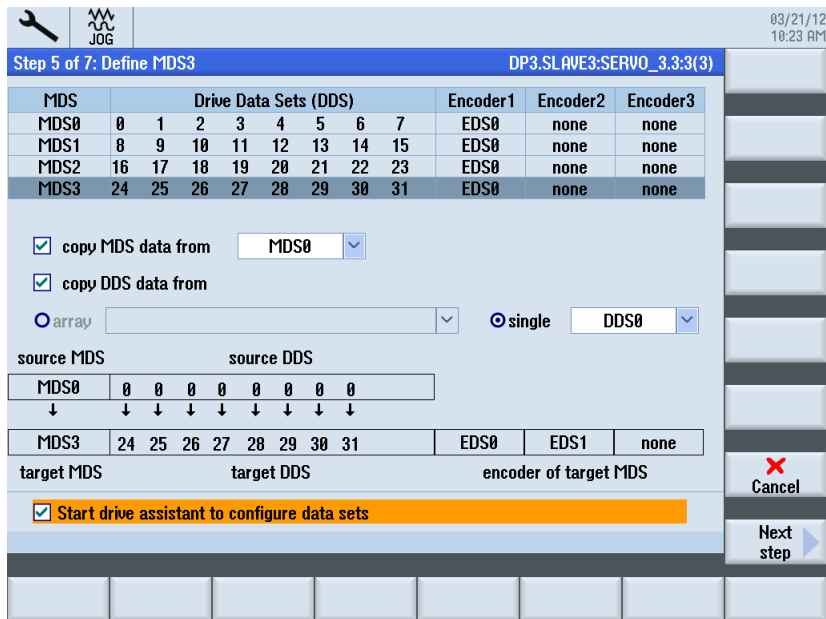 03/21/12
JOG 10:23 AM
Step 5 of 7: Define MDS3 DP3.SLAVE3:SERVO_3.3:3(3)
MDS Drive Data Sets (DDS) Encoder1 Encoder2 Encoder3
MDS0 0 1 2 3 4 5 6 7 EDS0 none none
MDS1 8 9 10 11 12 13 14 15 EDS0 none none
MDS2 16 17 18 19 20 21 22 23 EDS0 none none
MDS3 24 25 26 27 28 29 30 31 EDS0 none none
copy MDS data from MDS0
copy DDS data from
array single DDS0
source MDS source DDS
MDS0 0 0 0 0 0 0 0 0
↓ ↓ ↓ ↓ ↓ ↓ ↓ ↓ ↓
MDS3 24 25 26 27 28 29 30 31 EDS0 EDS1 none
target MDS target DDS encoder of target MDS
Cancel
Start drive assistant to configure data sets
Next
step